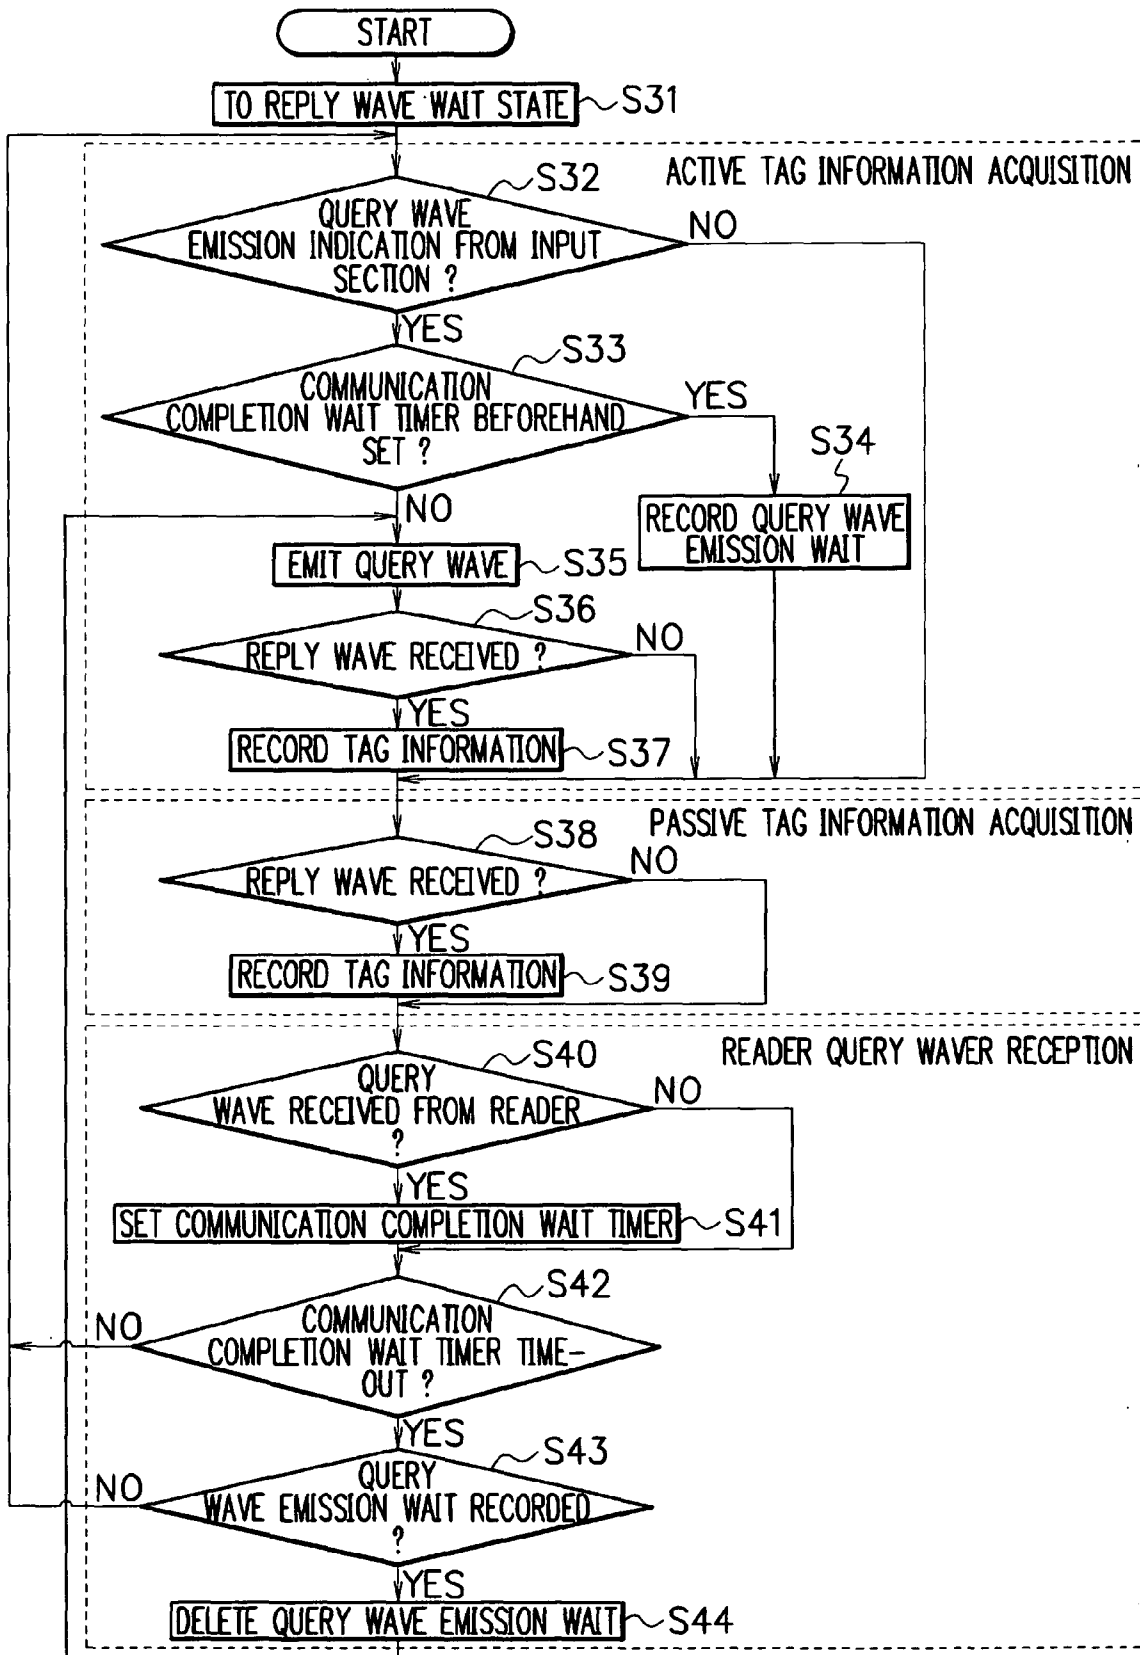 START
TO REPLY WAVE WAIT STATE
S31
ACTIVE TAG INFORMATION ACQUISITION
S32
QUERY WAVE
EMISSION INDICATION FROM INPUT
SECTION ?
NO
YES
S33
COMMUNICATION
COMPLETION WAIT TIMER BEFOREHAND
SET ?
YES
S34
RECORD QUERY WAVE
EMISSION WAIT
NO
EMIT QUERY WAVE
S35
S36
REPLY WAVE RECEIVED ?
NO
YES
RECORD TAG INFORMATION
S37
PASSIVE TAG INFORMATION ACQUISITION
S38
REPLY WAVE RECEIVED ?
NO
YES
RECORD TAG INFORMATION
S39
READER QUERY WAVER RECEPTION
S40
QUERY
WAVE RECEIVED FROM READER
?
NO
YES
SET COMMUNICATION COMPLETION WAIT TIMER
S41
S42
COMMUNICATION
COMPLETION WAIT TIMER TIME-
OUT ?
NO
YES
S43
QUERY
WAVE EMISSION WAIT RECORDED
?
NO
YES
DELETE QUERY WAVE EMISSION WAIT
S44